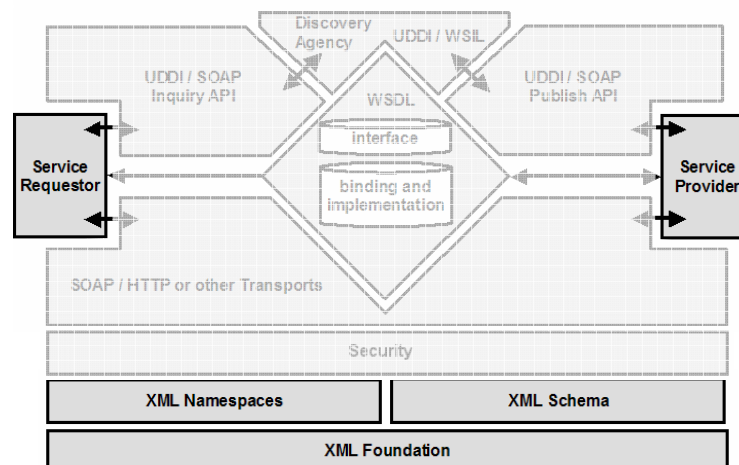 Discovery
Agency
UDDI / WSIL
UDDI / SOAP
Inquiry API
UDDI / SOAP
Publish API
WSDL
interface
Service
Requestor
binding and
implementation
Service
Provider
SOAP / HTTP or other Transports
Security
XML Namespaces
XML Schema
XML Foundation